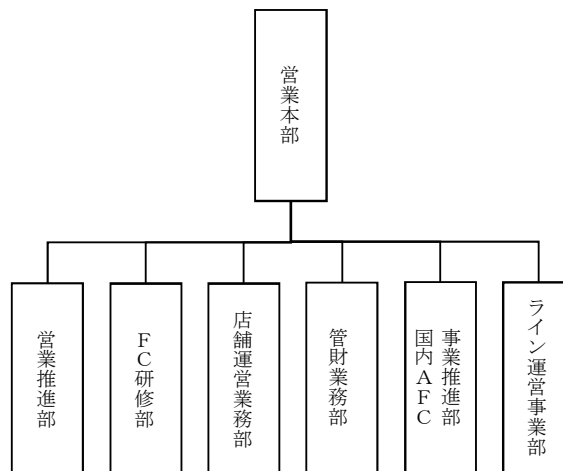 営業本部
営業推進部
FC研修部
店舗運営業務部
管財業務部
事業推進部
国内AFC
ライン運営事業部